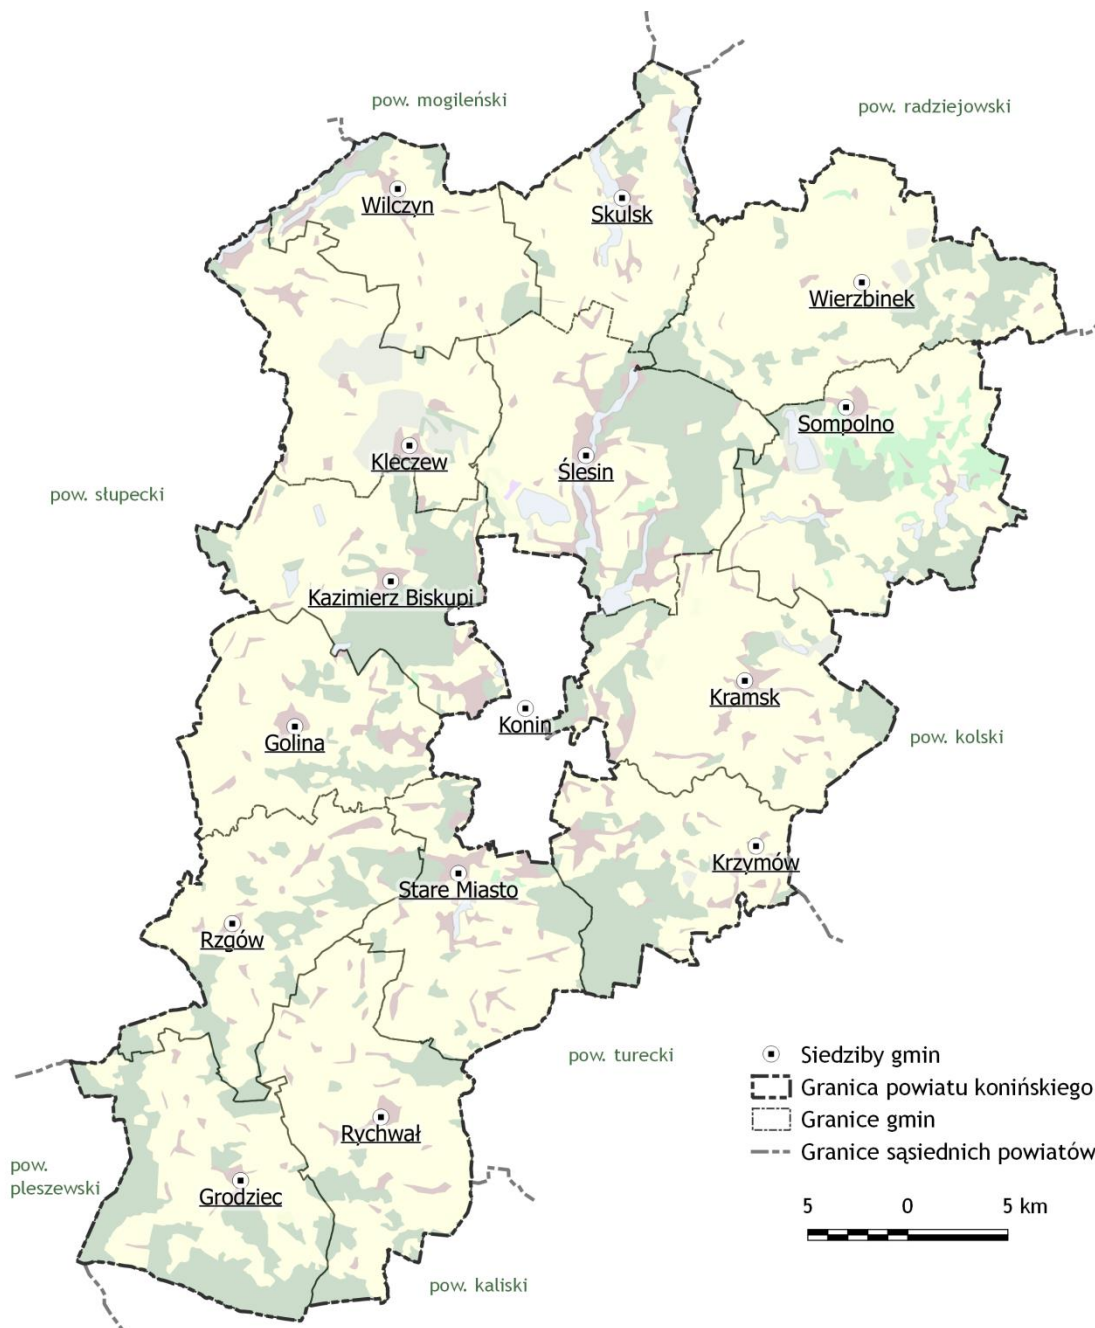 pow. mogileński
pow. radziejowski
Wilczyn
Skulsk
Wierzbinek
Sompolno
Kleczew
Ślesin
pow. słupecki
Kazimierz Biskupi
Kramsk
Konin
Golina
pow. kolski
Krzymów
Stare Miasto
Rzgów
pow. turecki
Siedziby gmin
Granica powiatu konińskiego
Granice gmin
Granice sąsiednich powiatów
Rychwał
pow.
pleszewski
Grodziec
5 0 5 km
pow. kaliski